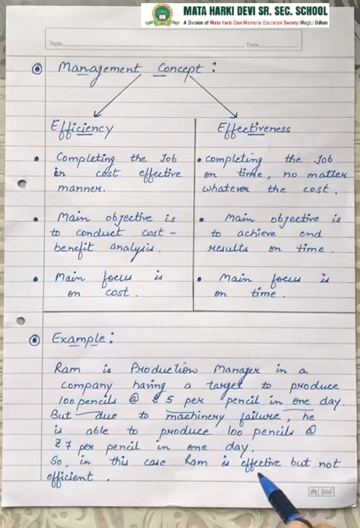 MATA HARKI DEVI SR. SEC. SCHOOL
A Division of Mata Harki Devi Memorial Education Society (Regd.) Odhan
Topic
Date
Management Concept :
Efficiency
• Completing the Job
in cost effective
manner.
• Main objective is
to conduct cost -
benefit analysis.
• Main focus is
on cost.
Effectiveness
• completing the Job
on time, no matter
whatever the cost.
• Main objective is
to achieve end
results on time.
• Main focus is
on time.
Example :
Ram is Production Manager in a
company having a target to produce
100 pencils @ ₹ 5 per pencil in one day.
But due to machinery failure, he
is able to produce 100 pencils @
₹ 7 per pencil in one day.
So, in this case Ram is effective but not
efficient.